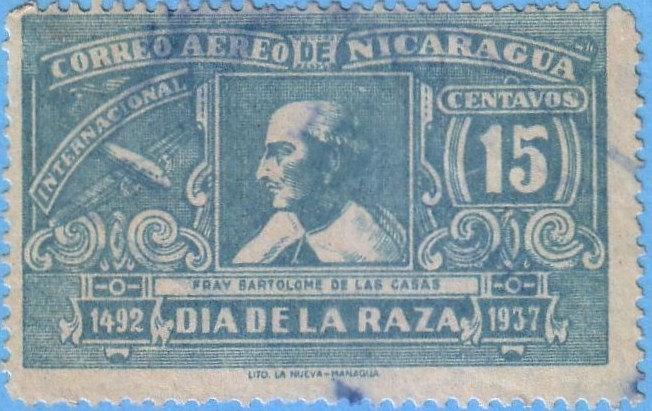 CORREO AEREO DE NICARAGUA
INTERNACIONAL
CENTAVOS
15
FRAY BARTOLOME DE LAS CASAS
1492 DIA DE LA RAZA 1937
LITO. LA NUEVA-MANAGUA